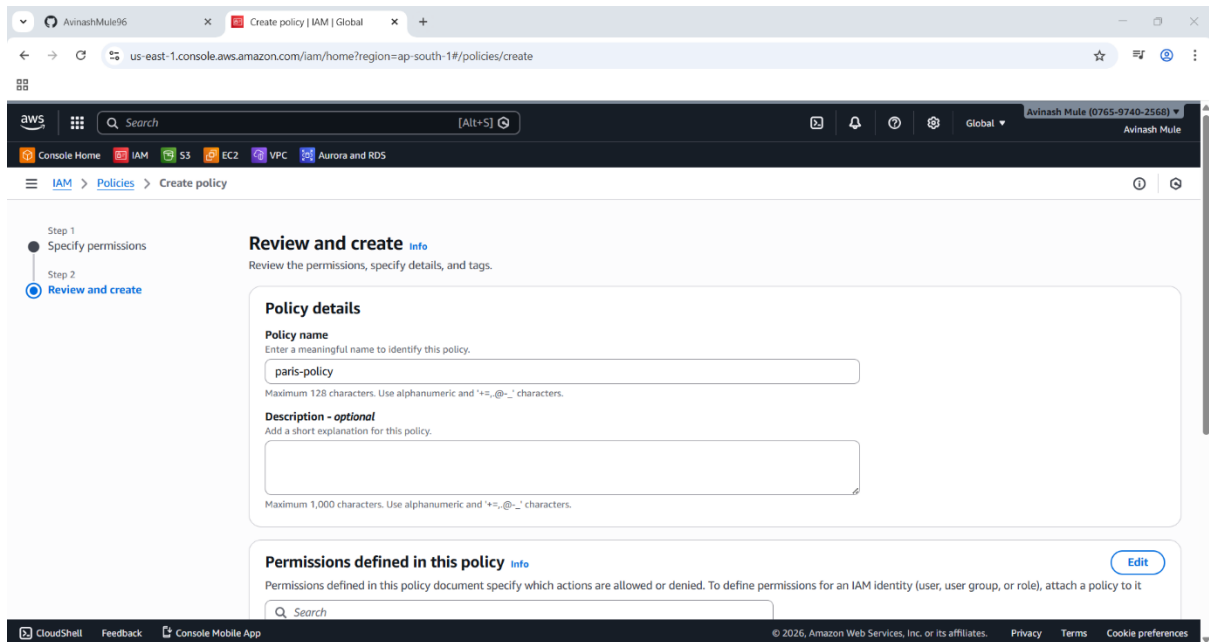 AvinashMule96
Create policy | IAM | Global
us-east-1.console.aws.amazon.com/iam/home?region=ap-south-1#/policies/create
aws
Search
[Alt+S]
Global
Avinash Mule (0765-9740-2568)
Avinash Mule
Console Home IAM S3 EC2 VPC Aurora and RDS
IAM > Policies > Create policy
Step 1
Specify permissions
Step 2
Review and create
Review and create Info
Review the permissions, specify details, and tags.
Policy details
Policy name
Enter a meaningful name to identify this policy.
paris-policy
Maximum 128 characters. Use alphanumeric and '+=,.@-_' characters.
Description - optional
Add a short explanation for this policy.
Maximum 1,000 characters. Use alphanumeric and '+=,.@-_' characters.
Permissions defined in this policy Info
Edit
Permissions defined in this policy document specify which actions are allowed or denied. To define permissions for an IAM identity (user, user group, or role), attach a policy to it
Search
CloudShell Feedback Console Mobile App © 2026, Amazon Web Services, Inc. or its affiliates. Privacy Terms Cookie preferences